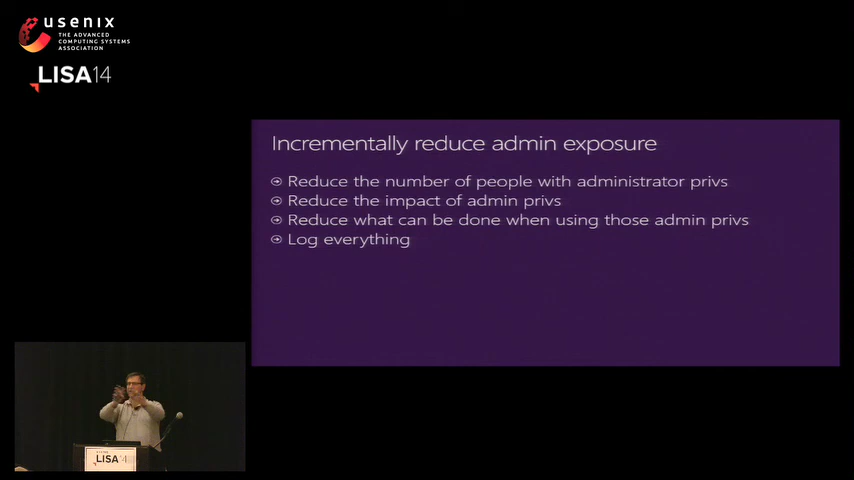 usenix
THE ADVANCED
COMPUTING SYSTEMS
ASSOCIATION
LISA14
Incrementally reduce admin exposure
Reduce the number of people with administrator privs
Reduce the impact of admin privs
Reduce what can be done when using those admin privs
Log everything
LISA14